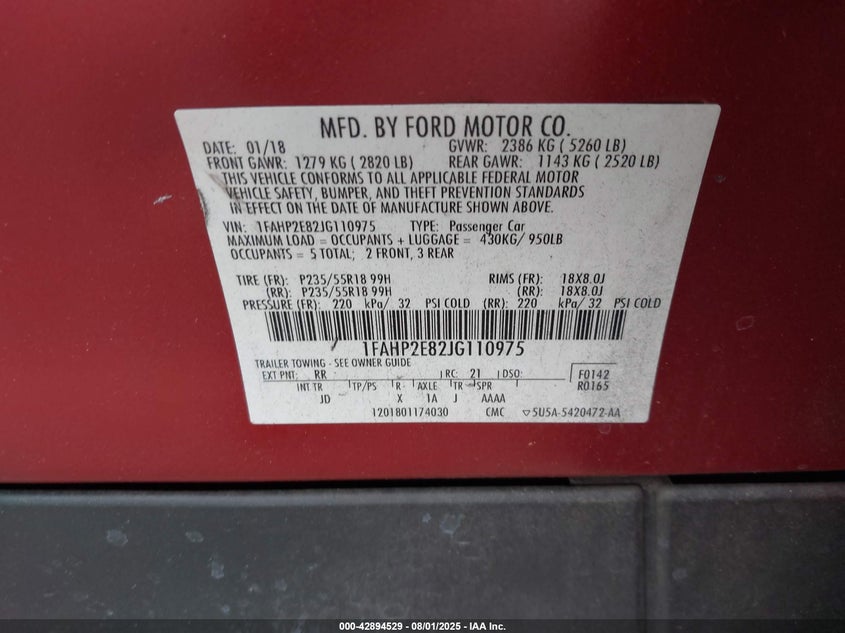 MFD. BY FORD MOTOR CO.
DATE: 01/18 GVWR: 2386 KG ( 5260 LB)
FRONT GAWR: 1279 KG ( 2820 LB) REAR GAWR: 1143 KG ( 2520 LB)
THIS VEHICLE CONFORMS TO ALL APPLICABLE FEDERAL MOTOR
VEHICLE SAFETY, BUMPER, AND THEFT PREVENTION STANDARDS
IN EFFECT ON THE DATE OF MANUFACTURE SHOWN ABOVE.
VIN: 1FAHP2E82JG110975 TYPE: Passenger Car
MAXIMUM LOAD = OCCUPANTS + LUGGAGE = 430KG/ 950LB
OCCUPANTS = 5 TOTAL; 2 FRONT, 3 REAR
TIRE (FR): P235/55R18 99H RIMS (FR): 18X8.0J
(RR): P235/55R18 99H (RR): 18X8.0J
PRESSURE (FR): 220 kPa/ 32 PSI COLD (RR): 220 kPa/ 32 PSI COLD
1FAHP2E82JG110975
TRAILER TOWING - SEE OWNER GUIDE
EXT PNT: RR RC: 21 DSO: F0142
INT TR TP/PS R AXLE TR SPR R0165
JD X 1A J AAAA
1201801174030 CMC ▽5U5A-5420472-AA
000-42894529 - 08/01/2025 - IAA Inc.